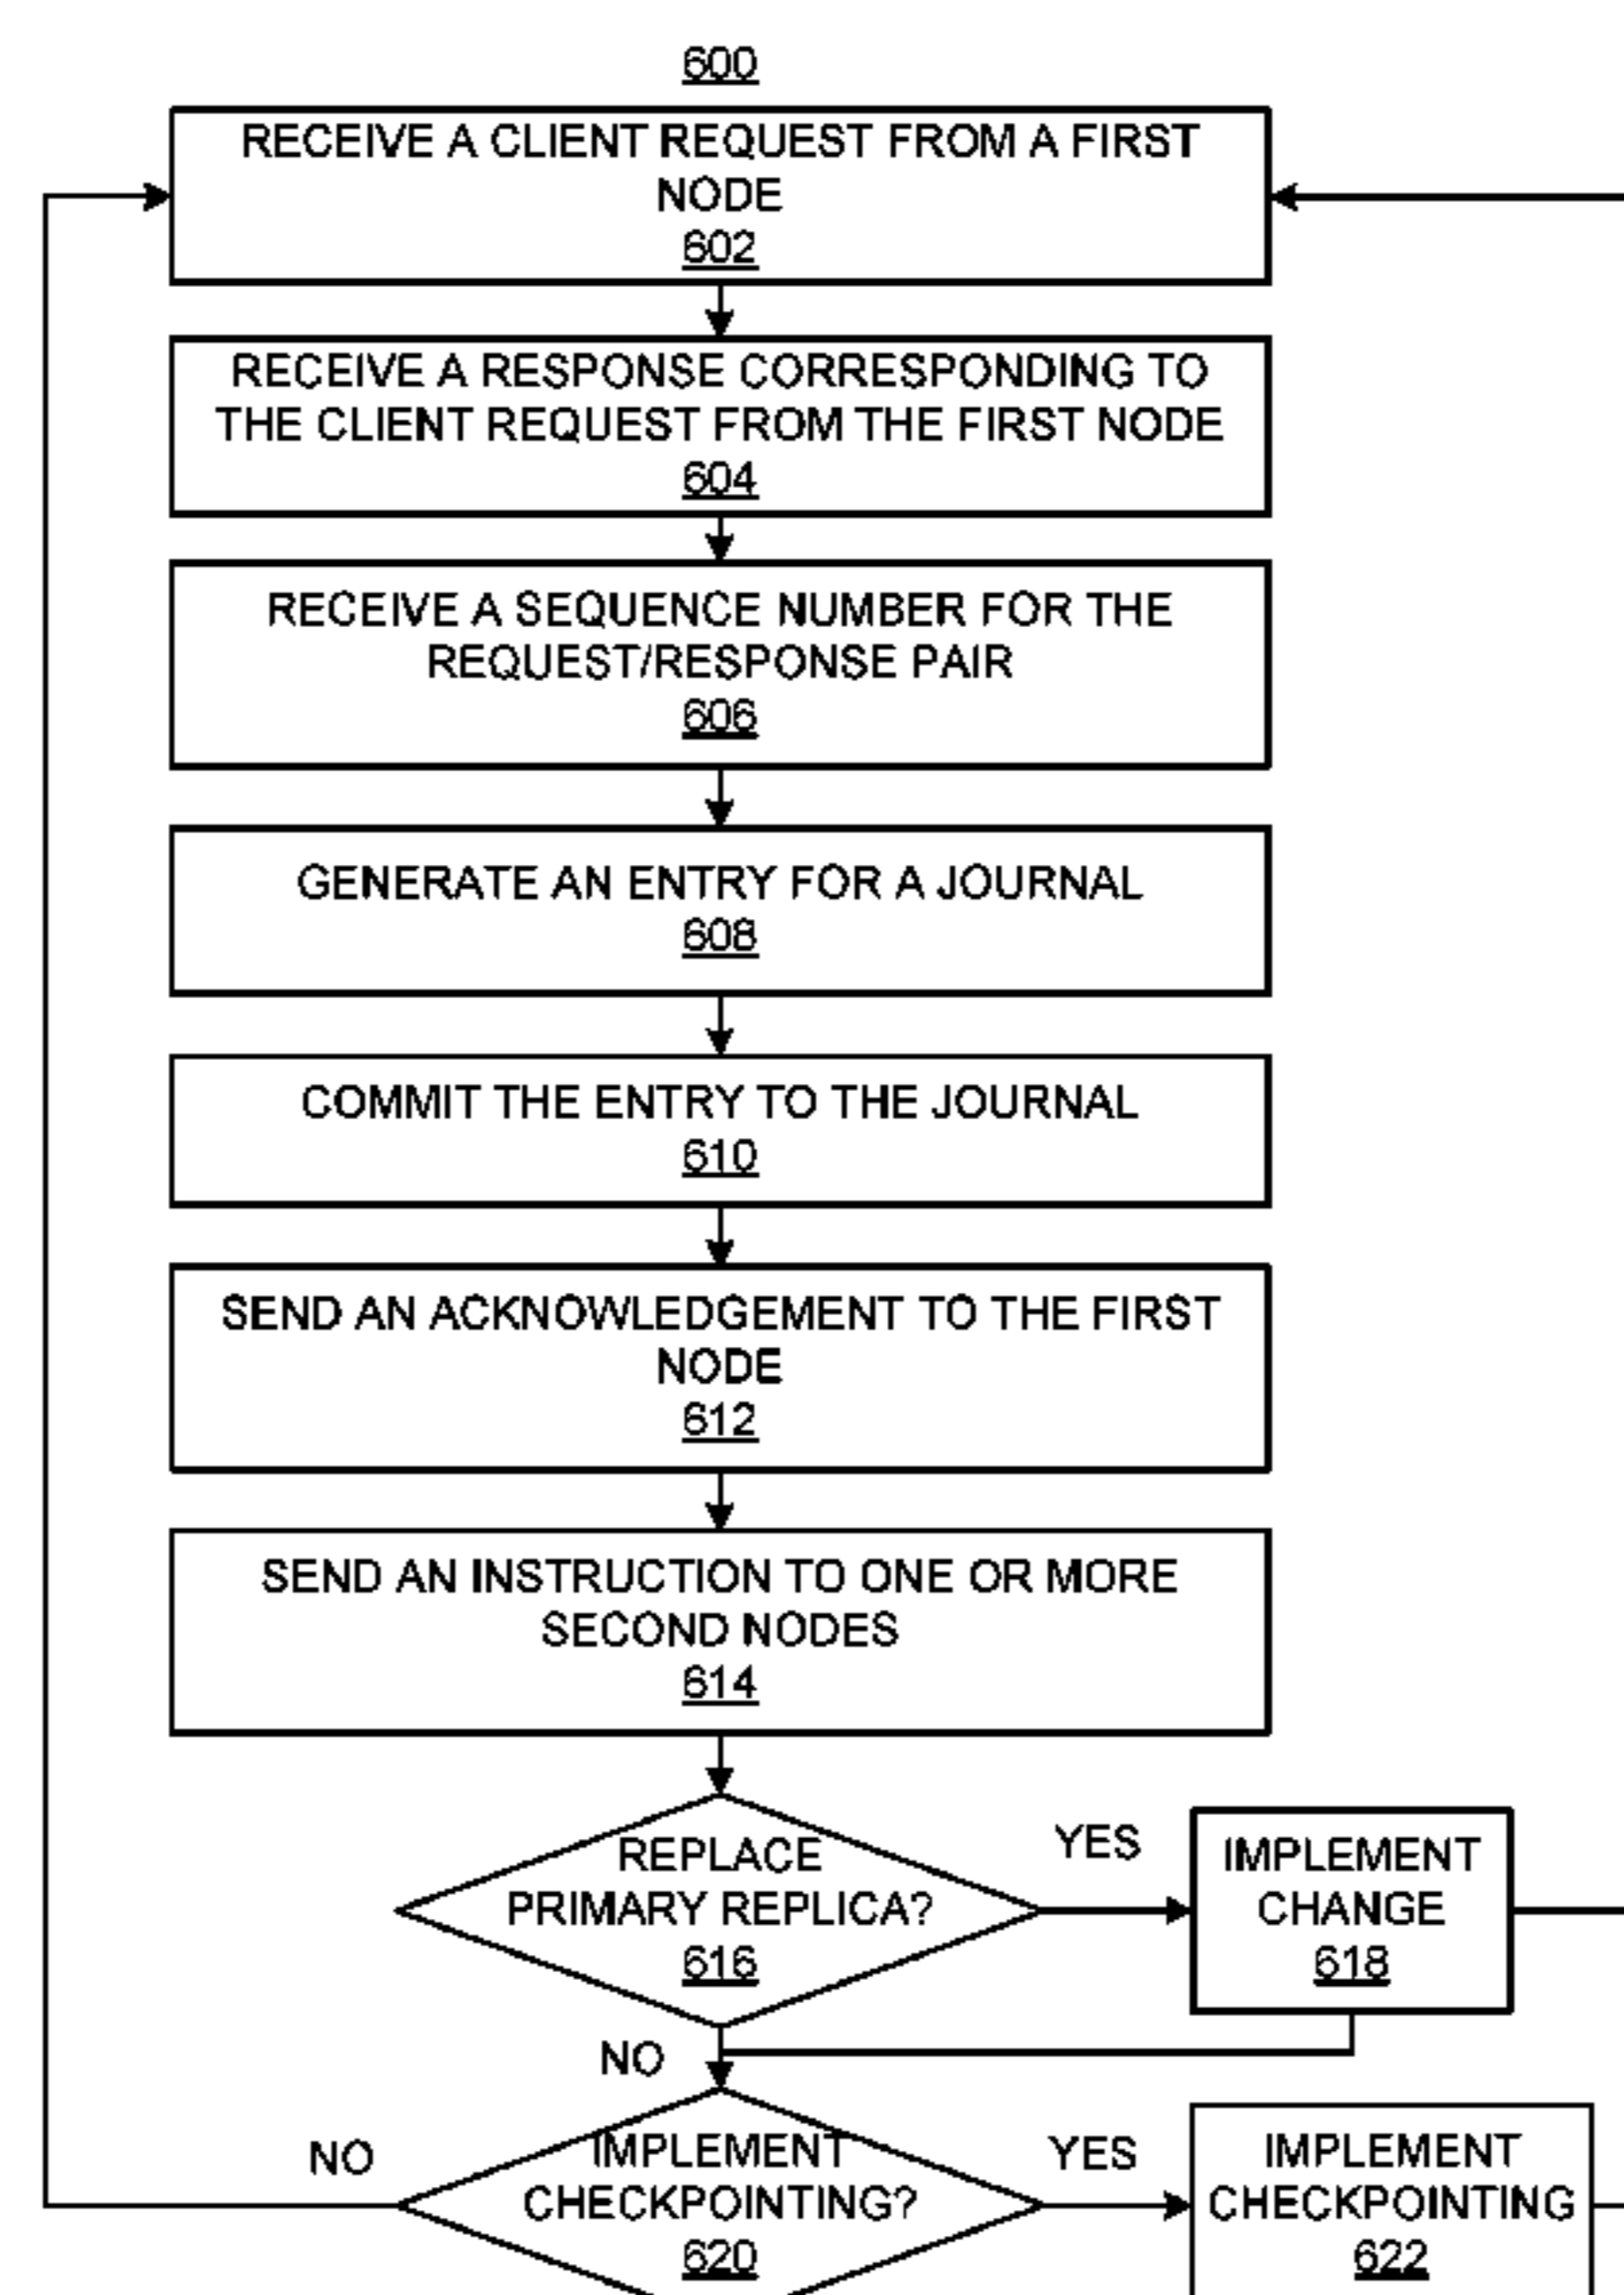 600
RECEIVE A CLIENT REQUEST FROM A FIRST
NODE
602
RECEIVE A RESPONSE CORRESPONDING TO
THE CLIENT REQUEST FROM THE FIRST NODE
604
RECEIVE A SEQUENCE NUMBER FOR THE
REQUEST/RESPONSE PAIR
606
GENERATE AN ENTRY FOR A JOURNAL
608
COMMIT THE ENTRY TO THE JOURNAL
610
SEND AN ACKNOWLEDGEMENT TO THE FIRST
NODE
612
SEND AN INSTRUCTION TO ONE OR MORE
SECOND NODES
614
REPLACE
PRIMARY REPLICA?
616
YES
IMPLEMENT
CHANGE
618
NO
NO
IMPLEMENT
CHECKPOINTING?
620
YES
IMPLEMENT
CHECKPOINTING
622